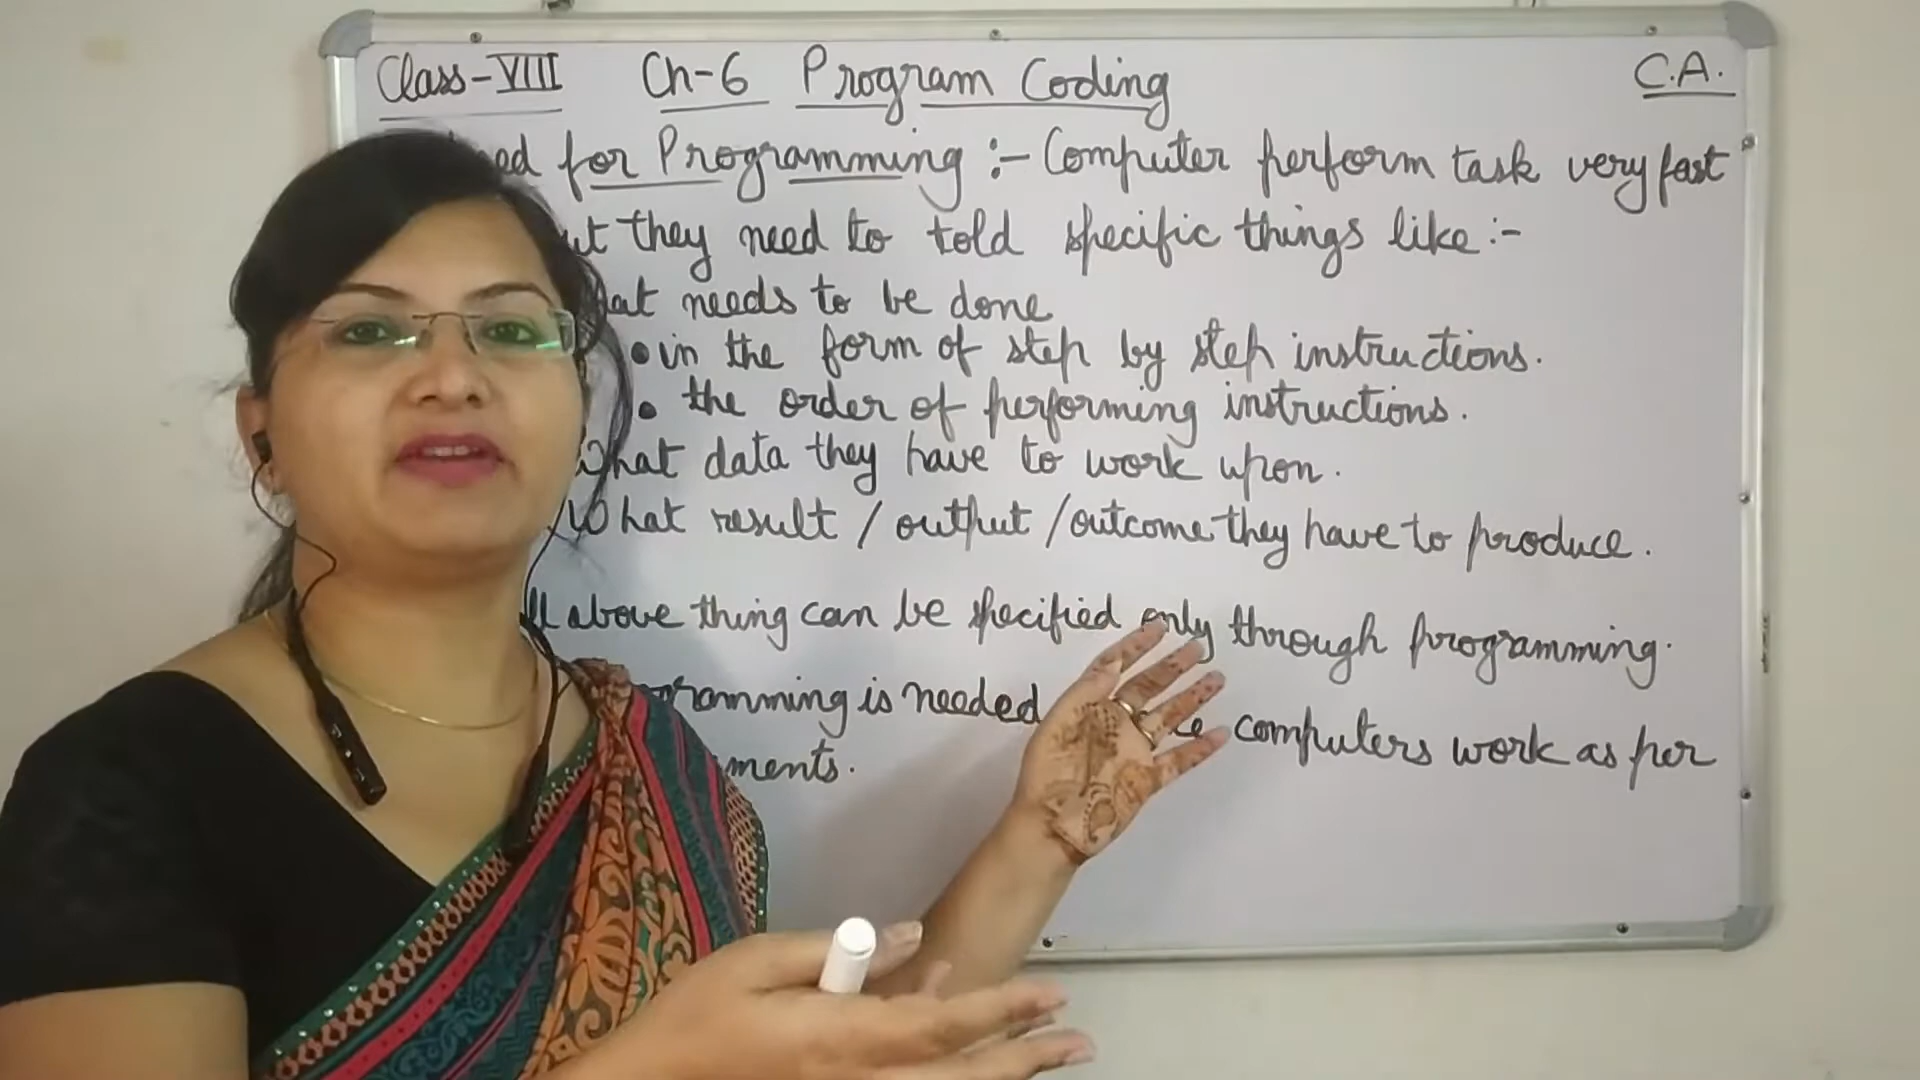 Class-VIII Ch-6 Program Coding C.A.
for Programming :- Computer perform task very fast
they need to told specific things like :-
needs to be done
• in the form of step by step instructions.
• the order of performing instructions.
What data they have to work upon.
What result / output / outcome they have to produce.
above thing can be specified only through programming.
is needed computers work as per